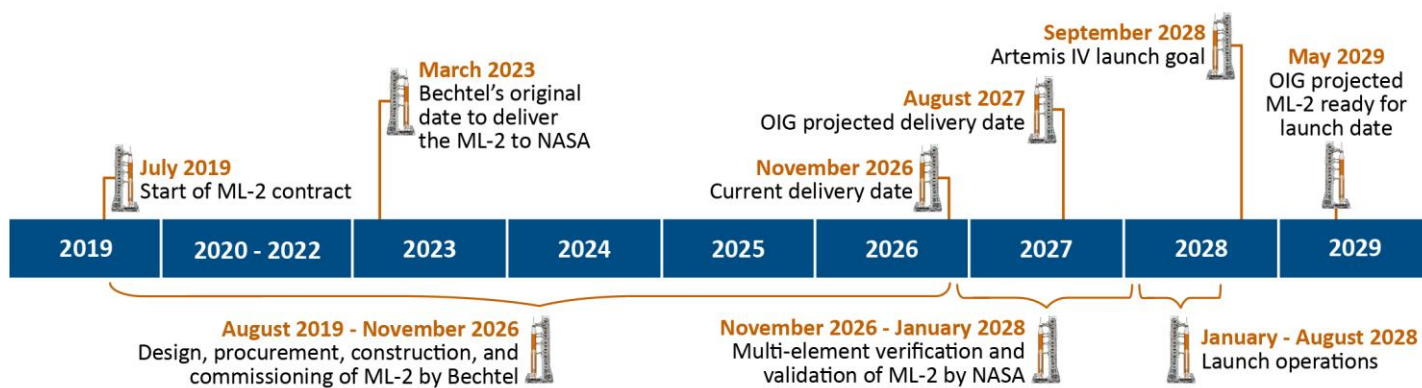 September 2028
Artemis IV launch goal
March 2023
Bechtel's original
date to deliver
the ML-2 to NASA
May 2029
OIG projected
ML-2 ready for
launch date
August 2027
OIG projected delivery date
July 2019
Start of ML-2 contract
November 2026
Current delivery date
2019
2020 - 2022
2023
2024
2025
2026
2027
2028
2029
August 2019 - November 2026
Design, procurement, construction, and
commissioning of ML-2 by Bechtel
November 2026 - January 2028
Multi-element verification and
validation of ML-2 by NASA
January - August 2028
Launch operations